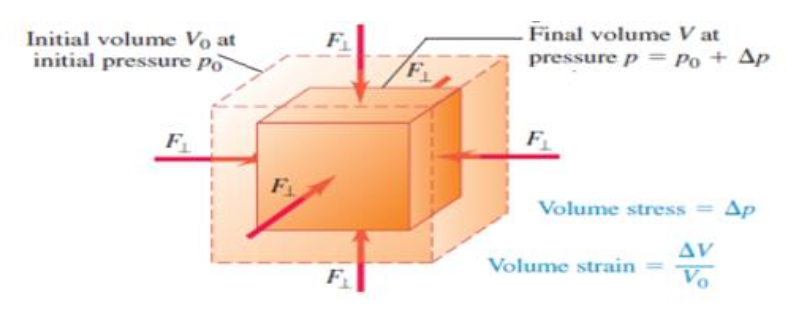 Initial volume V₀ at
initial pressure p₀
Final volume V at
pressure p = p₀ + Δp
F⊥
F⊥
F⊥
F⊥
F⊥
F⊥
Volume stress = Δp
Volume strain = ΔV/V₀